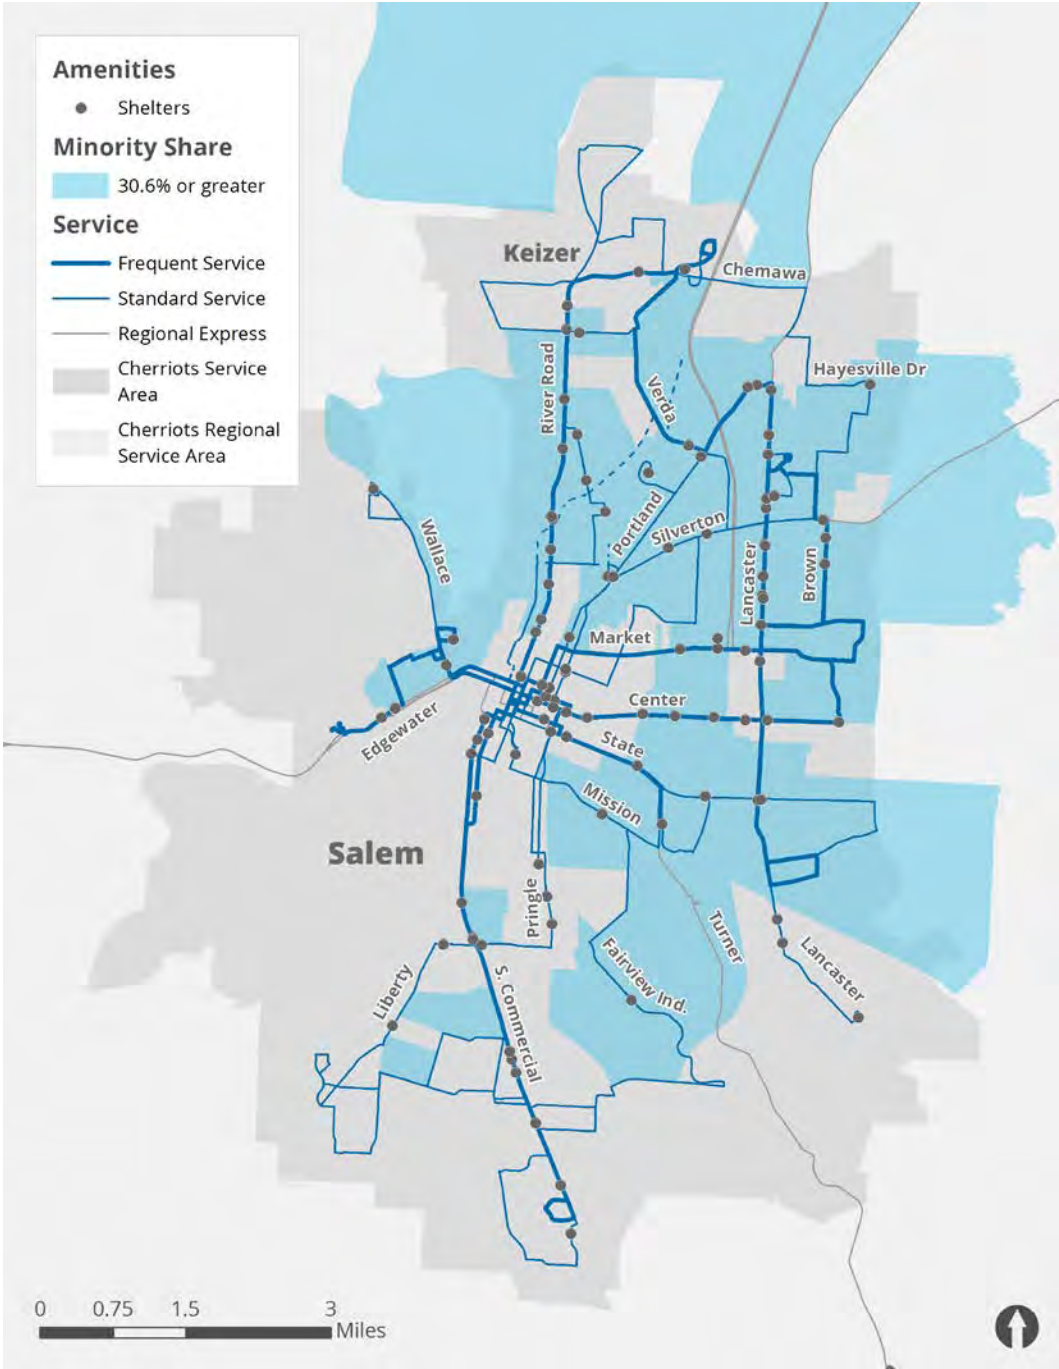 Amenities
Shelters
Minority Share
30.6% or greater
Service
Frequent Service
Standard Service
Regional Express
Cherriots Service
Area
Cherriots Regional
Service Area
Keizer
Chemawa
Hayesville Dr
River Road
Verda
Portland
Silverton
Wallace
Lancaster
Brown
Market
Center
Edgewater
State
Mission
Salem
Pringle
Turner
Fairview Ind.
Lancaster
Liberty
S. Commercial
0 0.75 1.5 3
Miles